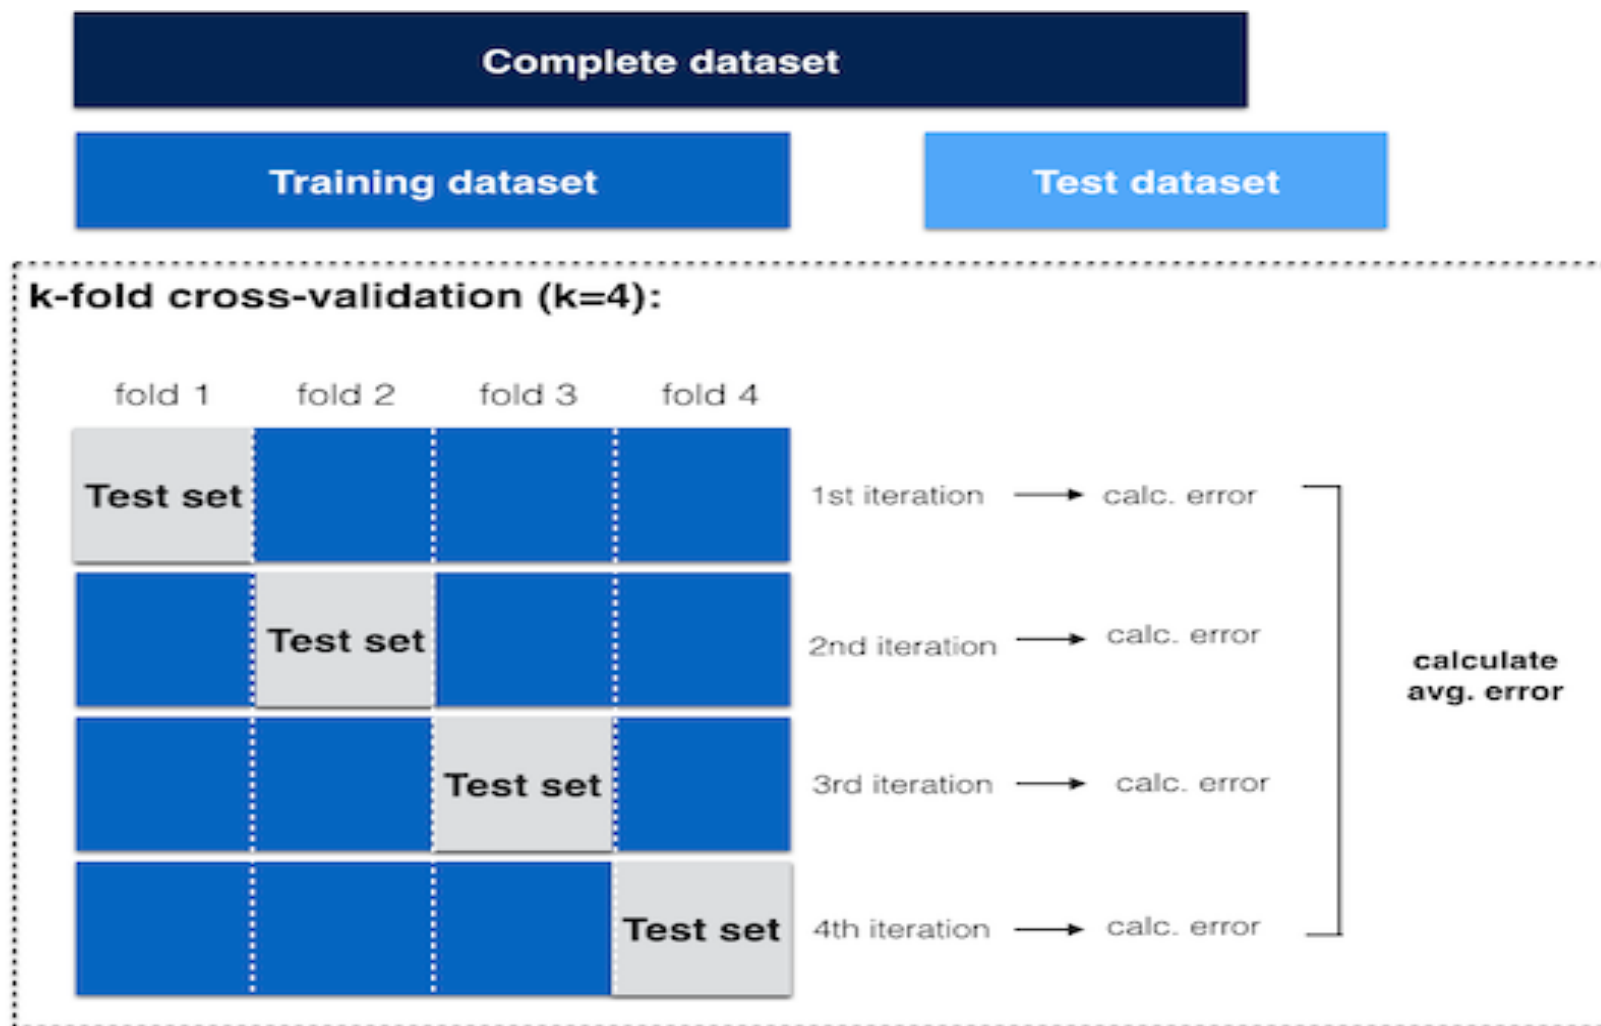 Complete dataset
Training dataset
Test dataset
k-fold cross-validation (k=4):
fold 1
fold 2
fold 3
fold 4
Test set
1st iteration
calc. error
Test set
2nd iteration
calc. error
calculate
avg. error
Test set
3rd iteration
calc. error
Test set
4th iteration
calc. error